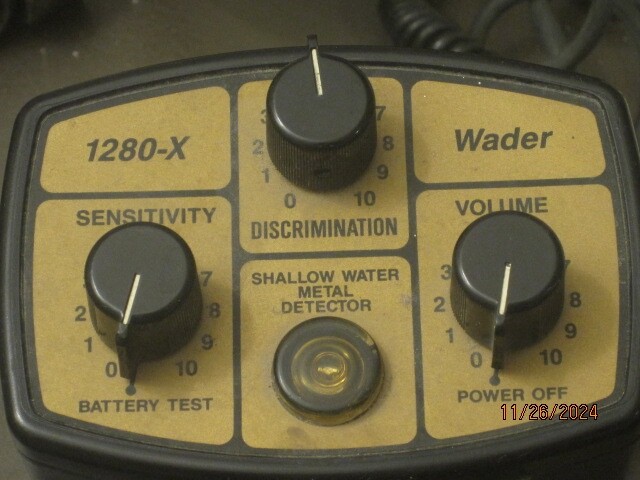 1280-X
Wader
3 7
2 8
1 9
0 10
DISCRIMINATION
SENSITIVITY
7
2 8
1 9
0 10
BATTERY TEST
SHALLOW WATER
METAL
DETECTOR
VOLUME
3 7
2 8
1 9
0 10
POWER OFF
11/26/2024